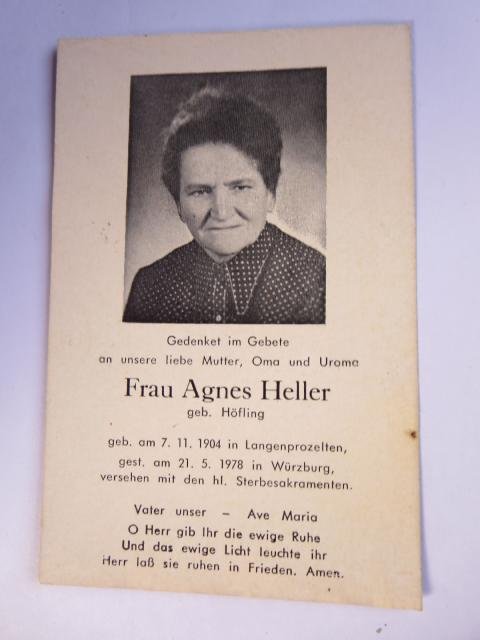 Gedenket im Gebete
an unsere liebe Mutter, Oma und Uroma
Frau Agnes Heller
geb. Höfling
geb. am 7. 11. 1904 in Langenprozelten,
gest. am 21. 5. 1978 in Würzburg,
versehen mit den hl. Sterbesakramenten.
Vater unser – Ave Maria
O Herr gib Ihr die ewige Ruhe
Und das ewige Licht leuchte ihr
Herr laß sie ruhen in Frieden. Amen.